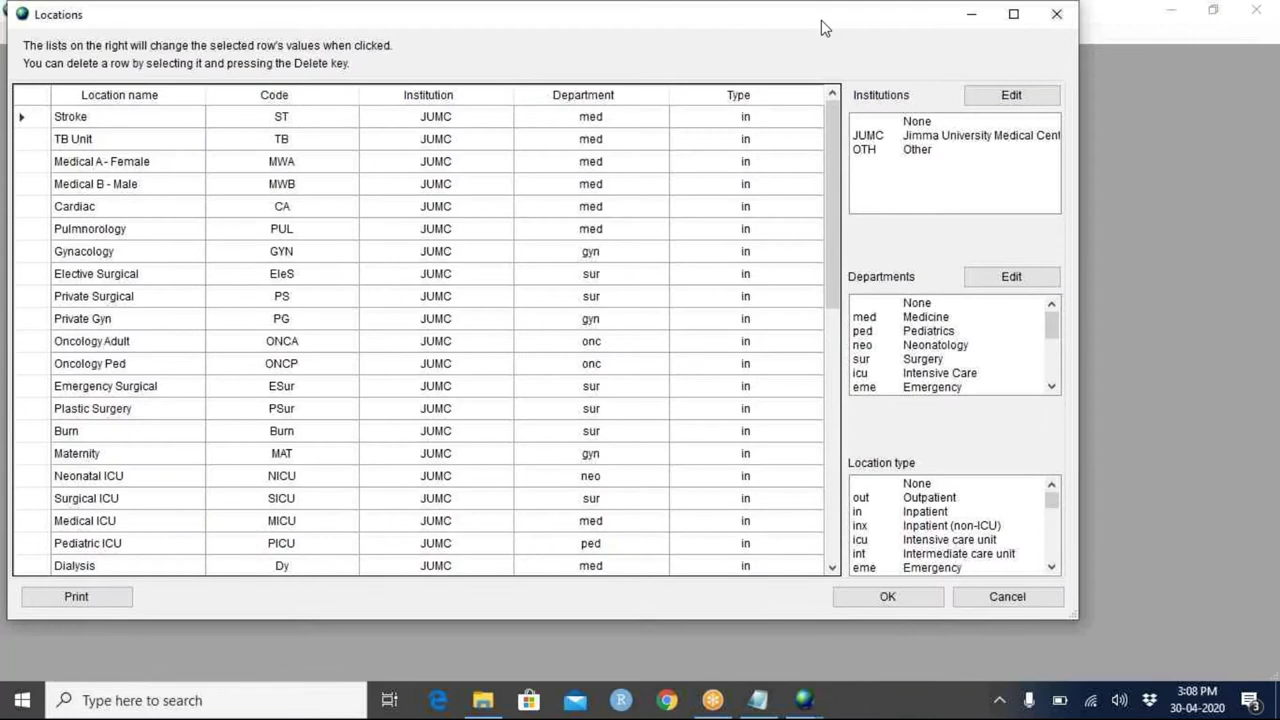 Locations
The lists on the right will change the selected row's values when clicked.
You can delete a row by selecting it and pressing the Delete key.
Location name Code Institution Department Type
Stroke ST JUMC med in
TB Unit TB JUMC med in
Medical A - Female MWA JUMC med in
Medical B - Male MWB JUMC med in
Cardiac CA JUMC med in
Pulmnorology PUL JUMC med in
Gynacology GYN JUMC gyn in
Elective Surgical EleS JUMC sur in
Private Surgical PS JUMC sur in
Private Gyn PG JUMC gyn in
Oncology Adult ONCA JUMC onc in
Oncology Ped ONCP JUMC onc in
Emergency Surgical ESur JUMC sur in
Plastic Surgery PSur JUMC sur in
Burn Burn JUMC sur in
Maternity MAT JUMC gyn in
Neonatal ICU NICU JUMC neo in
Surgical ICU SICU JUMC sur in
Medical ICU MICU JUMC med in
Pediatric ICU PICU JUMC ped in
Dialysis Dy JUMC med in
Institutions Edit
None
JUMC Jimma University Medical Cent
OTH Other
Departments Edit
None
med Medicine
ped Pediatrics
neo Neonatology
sur Surgery
icu Intensive Care
eme Emergency
Location type
None
out Outpatient
in Inpatient
inx Inpatient (non-ICU)
icu Intensive care unit
int Intermediate care unit
eme Emergency
Print OK Cancel
Type here to search
R
3:08 PM
30-04-2020
3